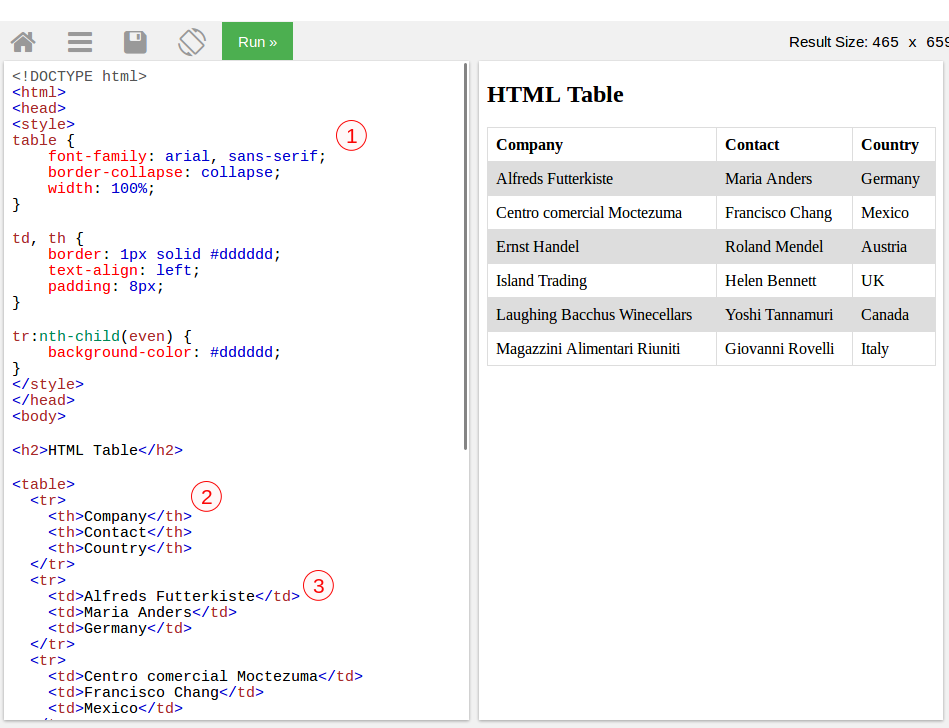 Run »
Result Size: 465 x 659
<!DOCTYPE html>
<html>
<head>
<style>
table {
1
    font-family: arial, sans-serif;
    border-collapse: collapse;
    width: 100%;
}
td, th {
    border: 1px solid #dddddd;
    text-align: left;
    padding: 8px;
}
tr:nth-child(even) {
    background-color: #dddddd;
}
</style>
</head>
<body>
<h2>HTML Table</h2>
<table>
  <tr>
2
    <th>Company</th>
    <th>Contact</th>
    <th>Country</th>
  </tr>
  <tr>
3
    <td>Alfreds Futterkiste</td>
    <td>Maria Anders</td>
    <td>Germany</td>
  </tr>
  <tr>
    <td>Centro comercial Moctezuma</td>
    <td>Francisco Chang</td>
    <td>Mexico</td>
HTML Table
Company Contact Country
Alfreds Futterkiste Maria Anders Germany
Centro comercial Moctezuma Francisco Chang Mexico
Ernst Handel Roland Mendel Austria
Island Trading Helen Bennett UK
Laughing Bacchus Winecellars Yoshi Tannamuri Canada
Magazzini Alimentari Riuniti Giovanni Rovelli Italy